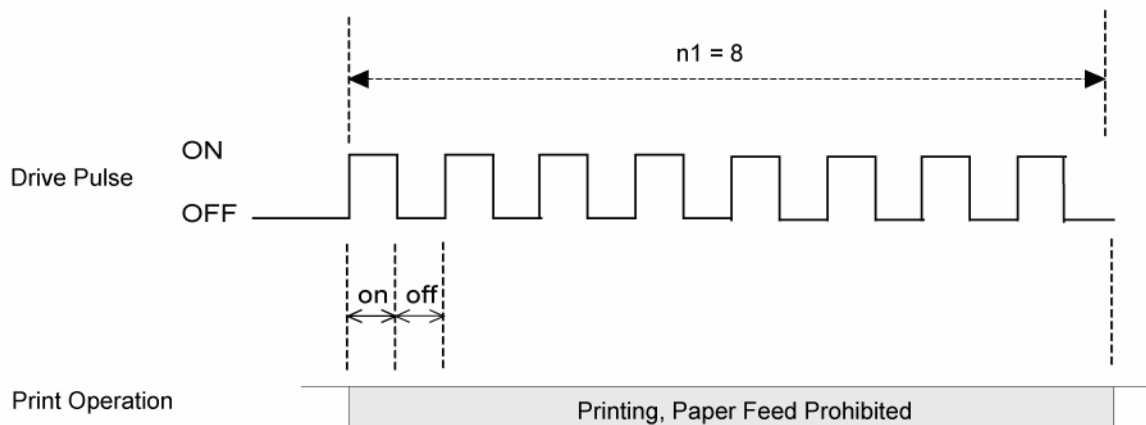 n1 = 8
ON
Drive Pulse
OFF
on off
Print Operation
Printing, Paper Feed Prohibited